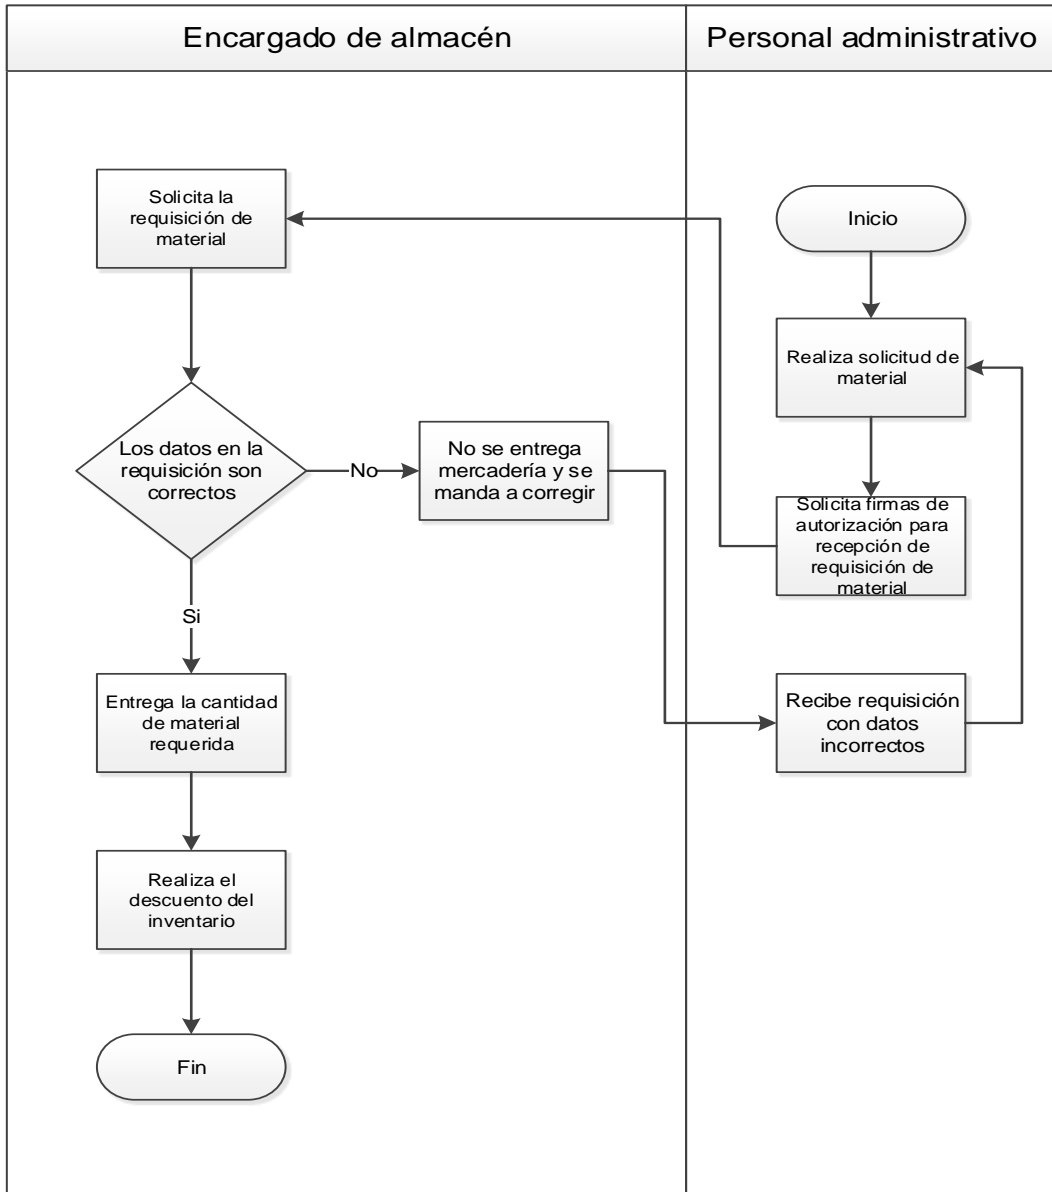 Encargado de almacén
Personal administrativo
Solicita la
requisición de
material
Inicio
Realiza solicitud de
material
Los datos en la
requisición son
correctos
No
No se entrega
mercadería y se
manda a corregir
Solicita firmas de
autorización para
recepción de
requisición de
material
Si
Entrega la cantidad
de material
requerida
Recibe requisición
con datos
incorrectos
Realiza el
descuento del
inventario
Fin